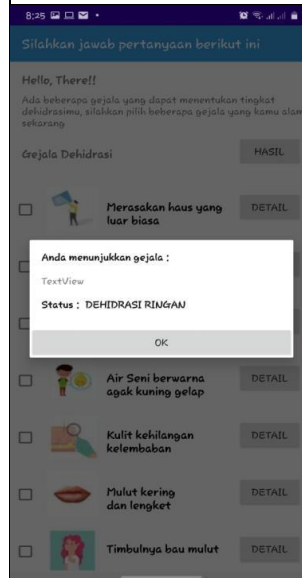 8:25
Silahkan jawab pertanyaan berikut ini
Hello, There!!
Ada beberapa gejala yang dapat menentukan tingkat
dehidrasimu, silahkan pilih beberapa gejala yang kamu alam
sekarang
Gejala Dehidrasi
HASIL
Merasakan haus yang
luar biasa
DETAIL
Anda menunjukkan gejala :
TextView
Status : DEHIDRASI RINGAN
OK
Air Seni berwarna
agak kuning gelap
DETAIL
Kulit kehilangan
kelembaban
DETAIL
Mulut kering
dan lengket
DETAIL
Timbulnya bau mulut
DETAIL